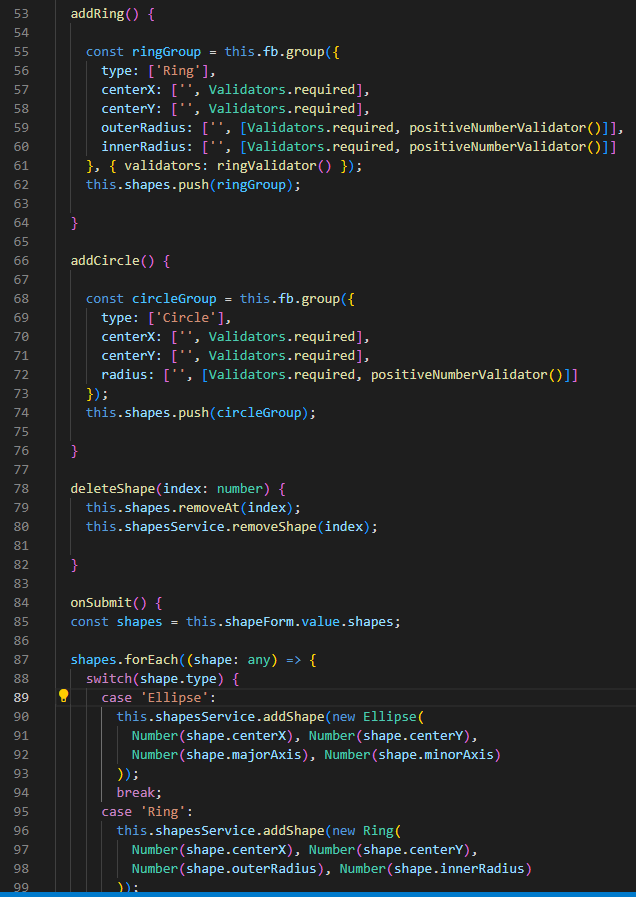 53 addRing() {
54
55 const ringGroup = this.fb.group({
56 type: ['Ring'],
57 centerX: ['', Validators.required],
58 centerY: ['', Validators.required],
59 outerRadius: ['', [Validators.required, positiveNumberValidator()]],
60 innerRadius: ['', [Validators.required, positiveNumberValidator()]]
61 }, { validators: ringValidator() });
62 this.shapes.push(ringGroup);
63
64 }
65
66 addCircle() {
67
68 const circleGroup = this.fb.group({
69 type: ['Circle'],
70 centerX: ['', Validators.required],
71 centerY: ['', Validators.required],
72 radius: ['', [Validators.required, positiveNumberValidator()]]
73 });
74 this.shapes.push(circleGroup);
75
76 }
77
78 deleteShape(index: number) {
79 this.shapes.removeAt(index);
80 this.shapesService.removeShape(index);
81
82 }
83
84 onSubmit() {
85 const shapes = this.shapeForm.value.shapes;
86
87 shapes.forEach((shape: any) => {
88 switch(shape.type) {
89 case 'Ellipse':
90 this.shapesService.addShape(new Ellipse(
91 Number(shape.centerX), Number(shape.centerY),
92 Number(shape.majorAxis), Number(shape.minorAxis)
93 ));
94 break;
95 case 'Ring':
96 this.shapesService.addShape(new Ring(
97 Number(shape.centerX), Number(shape.centerY),
98 Number(shape.outerRadius), Number(shape.innerRadius)
99 ));